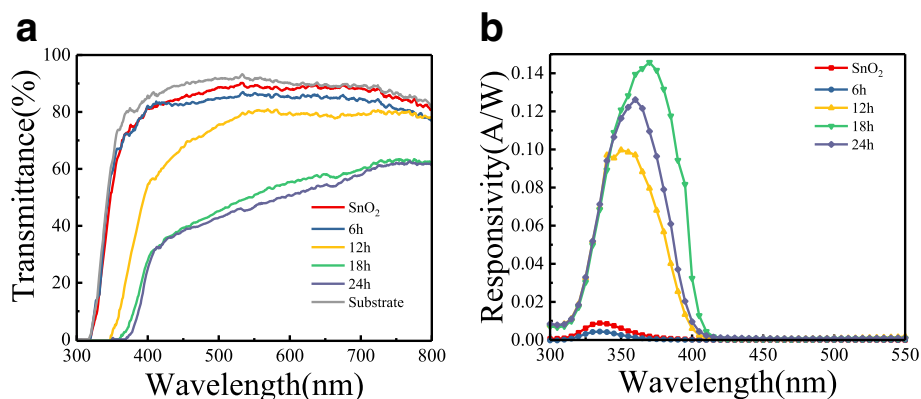 a
Transmittance(%)
100
80
60
40
20
0
300 400 500 600 700 800
Wavelength(nm)
SnO₂
6h
12h
18h
24h
Substrate
b
Responsivity(A/W)
0.14
0.12
0.10
0.08
0.06
0.04
0.02
0.00
300 350 400 450 500 550
Wavelength(nm)
SnO₂
6h
12h
18h
24h